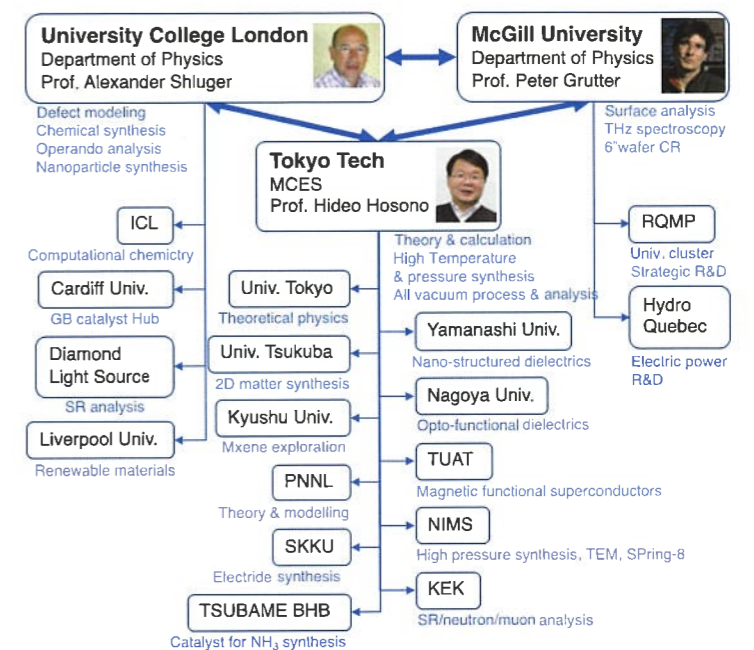 University College London
Department of Physics
Prof. Alexander Shluger
McGill University
Department of Physics
Prof. Peter Grutter
Defect modeling
Chemical synthesis
Operando analysis
Nanoparticle synthesis
Surface analysis
THz spectroscopy
6"wafer CR
Tokyo Tech
MCES
Prof. Hideo Hosono
Theory & calculation
High Temperature
& pressure synthesis
All vacuum process & analysis
ICL
Computational chemistry
Cardiff Univ.
GB catalyst Hub
Diamond
Light Source
SR analysis
Liverpool Univ.
Renewable materials
Univ. Tokyo
Theoretical physics
Univ. Tsukuba
2D matter synthesis
Kyushu Univ.
Mxene exploration
PNNL
Theory & modelling
SKKU
Electride synthesis
TSUBAME BHB
Catalyst for NH₃ synthesis
Yamanashi Univ.
Nano-structured dielectrics
Nagoya Univ.
Opto-functional dielectrics
TUAT
Magnetic functional superconductors
NIMS
High pressure synthesis, TEM, SPring-8
KEK
SR/neutron/muon analysis
RQMP
Univ. cluster
Strategic R&D
Hydro
Quebec
Electric power
R&D